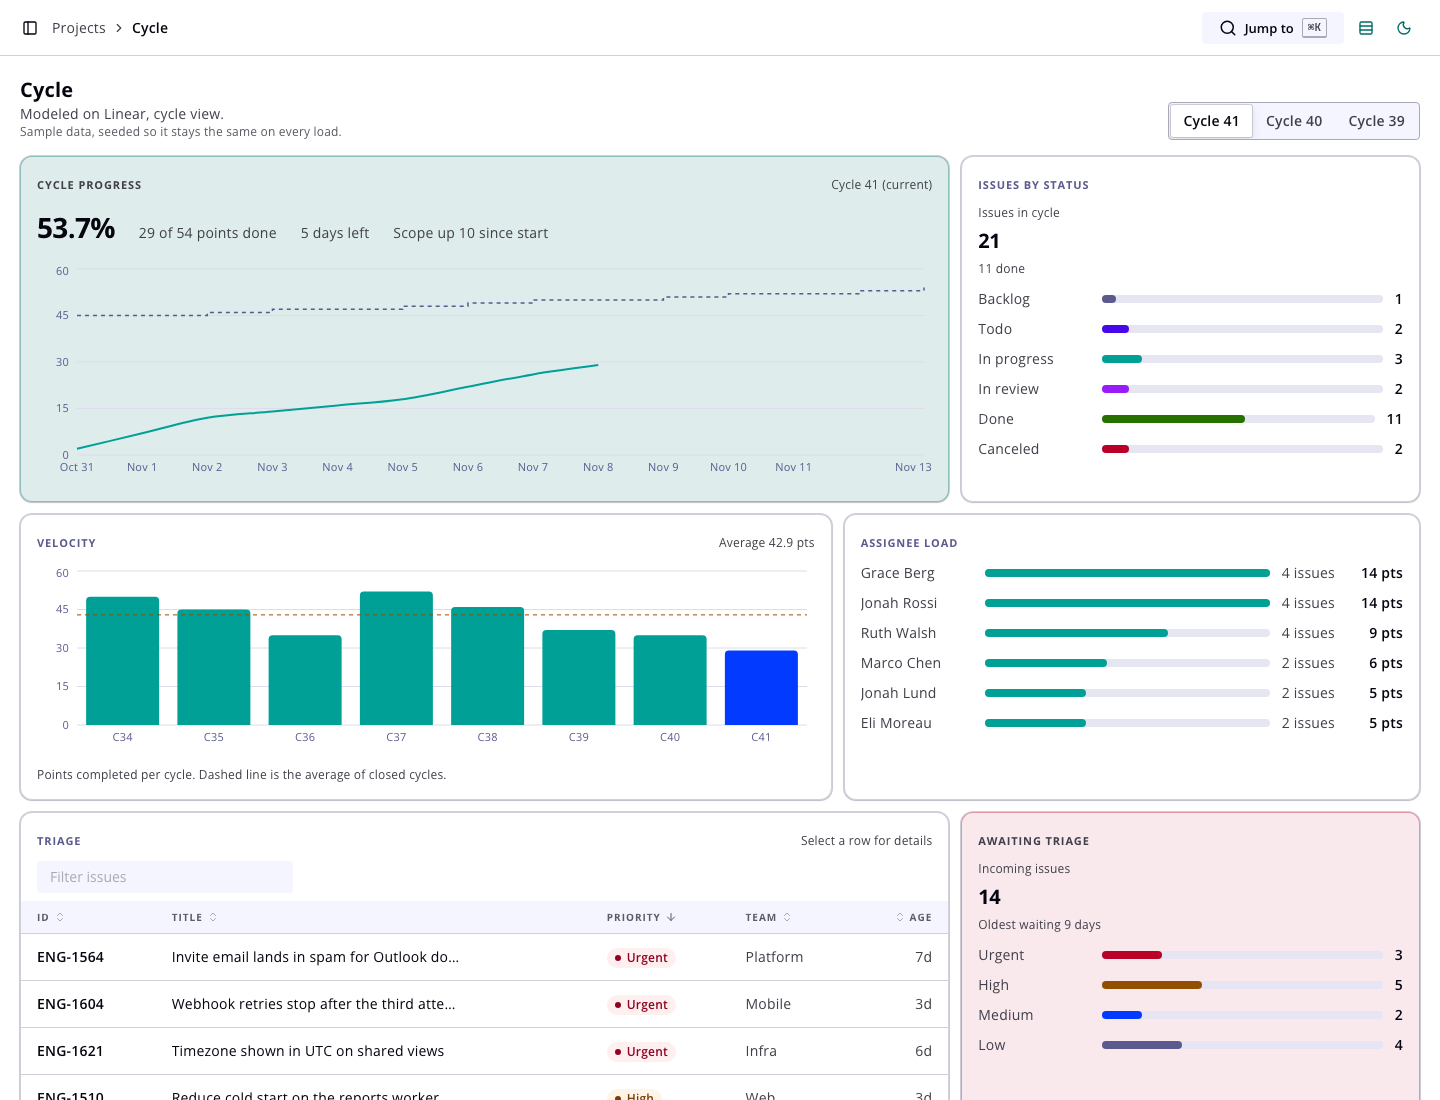 Projects > Cycle
Jump to ⌘K
Cycle
Modeled on Linear, cycle view.
Sample data, seeded so it stays the same on every load.
Cycle 41 Cycle 40 Cycle 39
CYCLE PROGRESS
Cycle 41 (current)
53.7% 29 of 54 points done 5 days left Scope up 10 since start
60
45
30
15
0
Oct 31 Nov 1 Nov 2 Nov 3 Nov 4 Nov 5 Nov 6 Nov 7 Nov 8 Nov 9 Nov 10 Nov 11 Nov 13
ISSUES BY STATUS
Issues in cycle
21
11 done
Backlog 1
Todo 2
In progress 3
In review 2
Done 11
Canceled 2
VELOCITY
Average 42.9 pts
60
45
30
15
0
C34 C35 C36 C37 C38 C39 C40 C41
Points completed per cycle. Dashed line is the average of closed cycles.
ASSIGNEE LOAD
Grace Berg 4 issues 14 pts
Jonah Rossi 4 issues 14 pts
Ruth Walsh 4 issues 9 pts
Marco Chen 2 issues 6 pts
Jonah Lund 2 issues 5 pts
Eli Moreau 2 issues 5 pts
TRIAGE
Select a row for details
Filter issues
ID TITLE PRIORITY TEAM AGE
ENG-1564 Invite email lands in spam for Outlook do... Urgent Platform 7d
ENG-1604 Webhook retries stop after the third atte... Urgent Mobile 3d
ENG-1621 Timezone shown in UTC on shared views Urgent Infra 6d
ENG-1510 Reduce cold start on the reports worker High Web 3d
AWAITING TRIAGE
Incoming issues
14
Oldest waiting 9 days
Urgent 3
High 5
Medium 2
Low 4